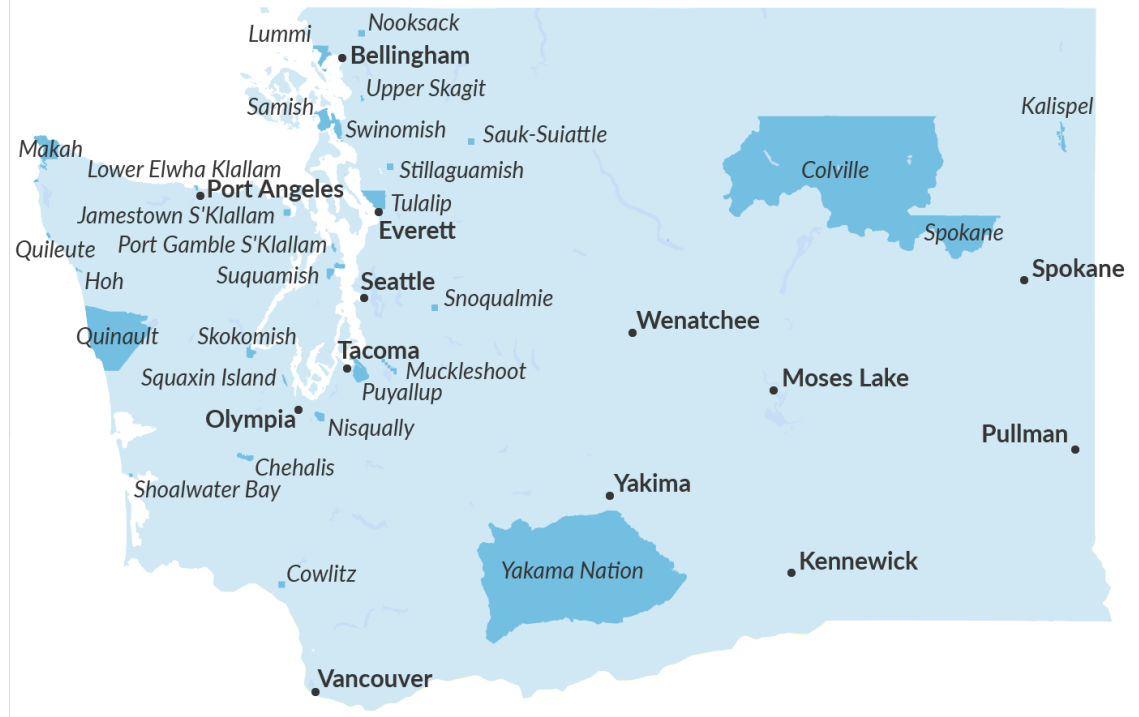 Nooksack
Lummi
Bellingham
Upper Skagit
Samish
Kalispel
Swinomish
Sauk-Suiattle
Makah
Lower Elwha Klallam
Stillaguamish
Colville
Port Angeles
Tulalip
Jamestown S'Klallam
Everett
Spokane
Quileute
Port Gamble S'Klallam
Suquamish
Spokane
Hoh
Seattle
Snoqualmie
Quinault
Skokomish
Wenatchee
Tacoma
Muckleshoot
Squaxin Island
Moses Lake
Puyallup
Olympia
Nisqually
Pullman
Chehalis
Shoalwater Bay
Yakima
Cowlitz
Yakama Nation
Kennewick
Vancouver